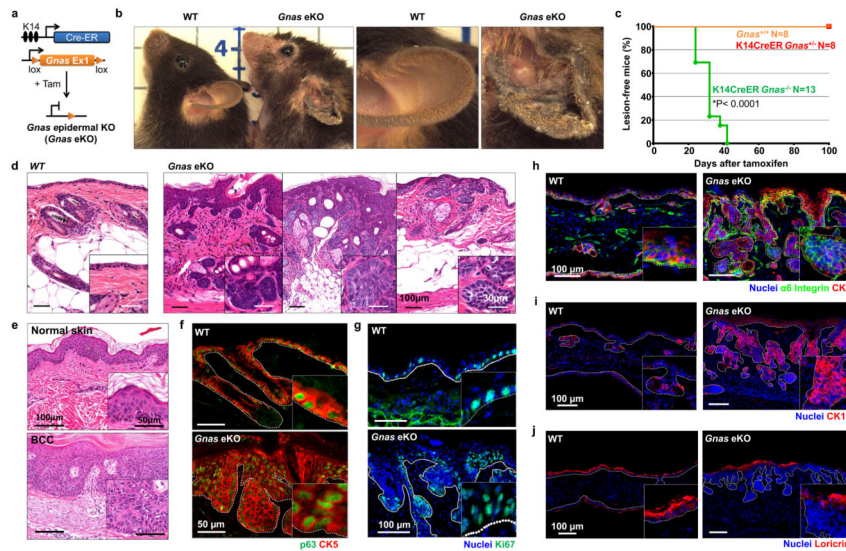 a
K14
Cre-ER
Gnas Ex1
lox
lox
+ Tam
Gnas epidermal KO
(Gnas eKO)
b
WT
Gnas eKO
WT
Gnas eKO
4
c
Lesion-free mice (%)
100
80
60
40
20
0
0
20
40
60
80
100
Days after tamoxifen
Gnas+/+ N=8
K14CreER Gnas+/- N=8
K14CreER Gnas-/- N=13
*P< 0.0001
d
WT
Gnas eKO
100μm
30μm
e
Normal skin
100μm
50μm
BCC
f
WT
Gnas eKO
50 μm
p63 CK5
g
WT
Gnas eKO
100 μm
Nuclei Ki67
h
WT
Gnas eKO
100 μm
Nuclei α6 Integrin CK
i
WT
Gnas eKO
100 μm
Nuclei CK1
j
WT
Gnas eKO
100 μm
Nuclei Loricrin